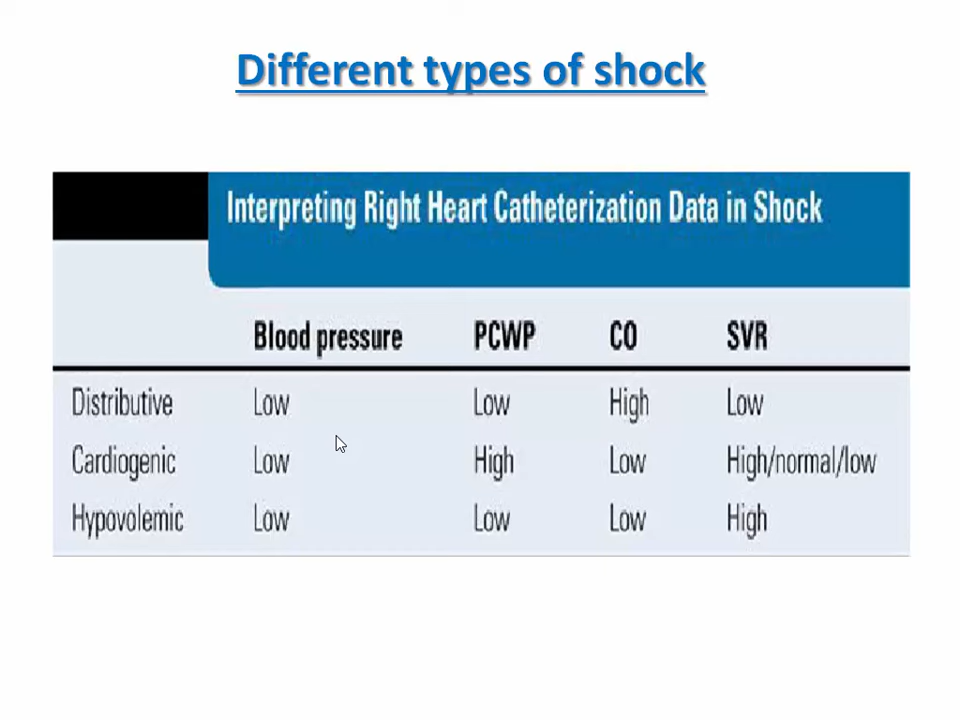 Different types of shock
Interpreting Right Heart Catheterization Data in Shock
Blood pressure PCWP CO SVR
Distributive Low Low High Low
Cardiogenic Low High Low High/normal/low
Hypovolemic Low Low Low High